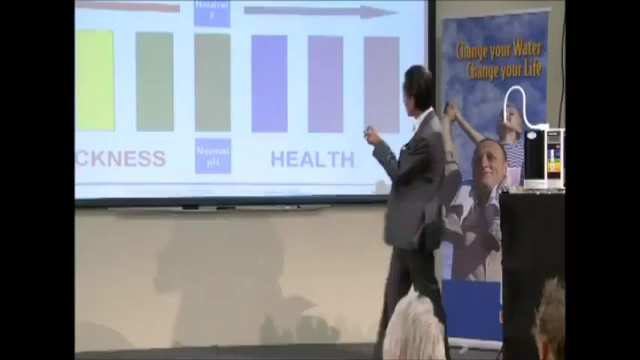 Neutral
7
CKNESS
Normal
pH
HEALTH
Change your Water
Change your Life